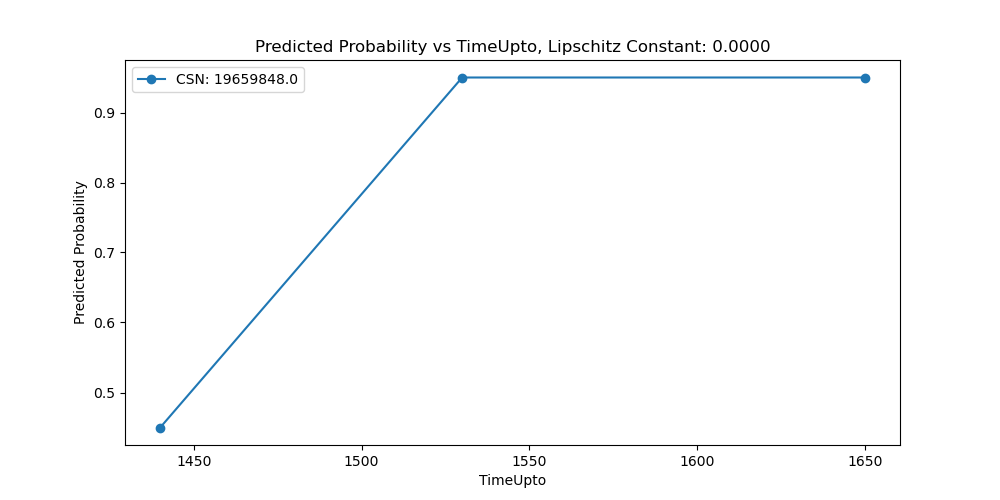 Predicted Probability vs TimeUpto, Lipschitz Constant: 0.0000
CSN: 19659848.0
Predicted Probability
0.9
0.8
0.7
0.6
0.5
1450 1500 1550 1600 1650
TimeUpto